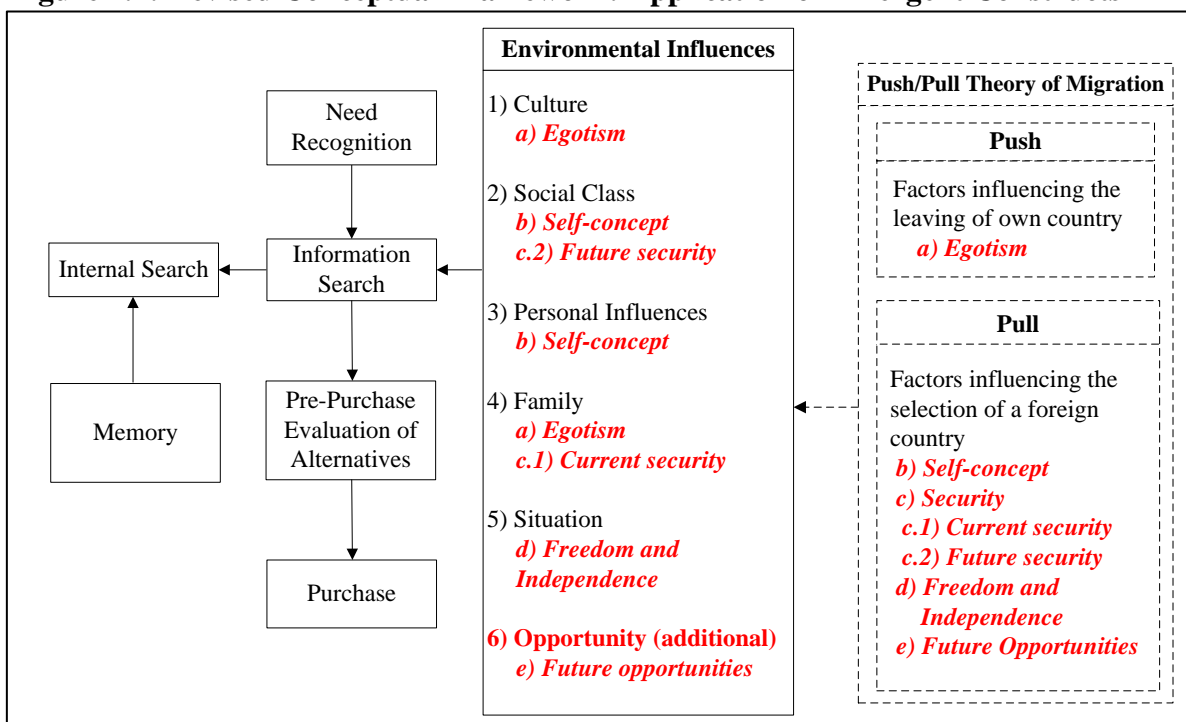 Environmental Influences
1) Culture
a) Egotism
2) Social Class
b) Self-concept
c.2) Future security
3) Personal Influences
b) Self-concept
4) Family
a) Egotism
c.1) Current security
5) Situation
d) Freedom and
Independence
6) Opportunity (additional)
e) Future opportunities
Need
Recognition
Information
Search
Internal Search
Memory
Pre-Purchase
Evaluation of
Alternatives
Purchase
Push/Pull Theory of Migration
Push
Factors influencing the
leaving of own country
a) Egotism
Pull
Factors influencing the
selection of a foreign
country
b) Self-concept
c) Security
c.1) Current security
c.2) Future security
d) Freedom and
Independence
e) Future Opportunities